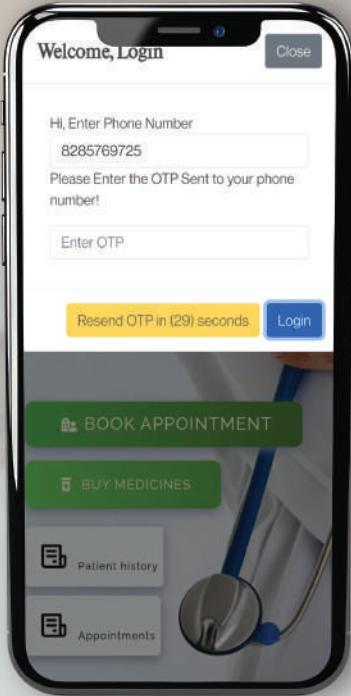 Welcome, Login
Close
Hi, Enter Phone Number
8285769725
Please Enter the OTP Sent to your phone
number!
Enter OTP
Resend OTP in (29) seconds
Login
BOOK APPOINTMENT
BUY MEDICINES
Patient history
Appointments